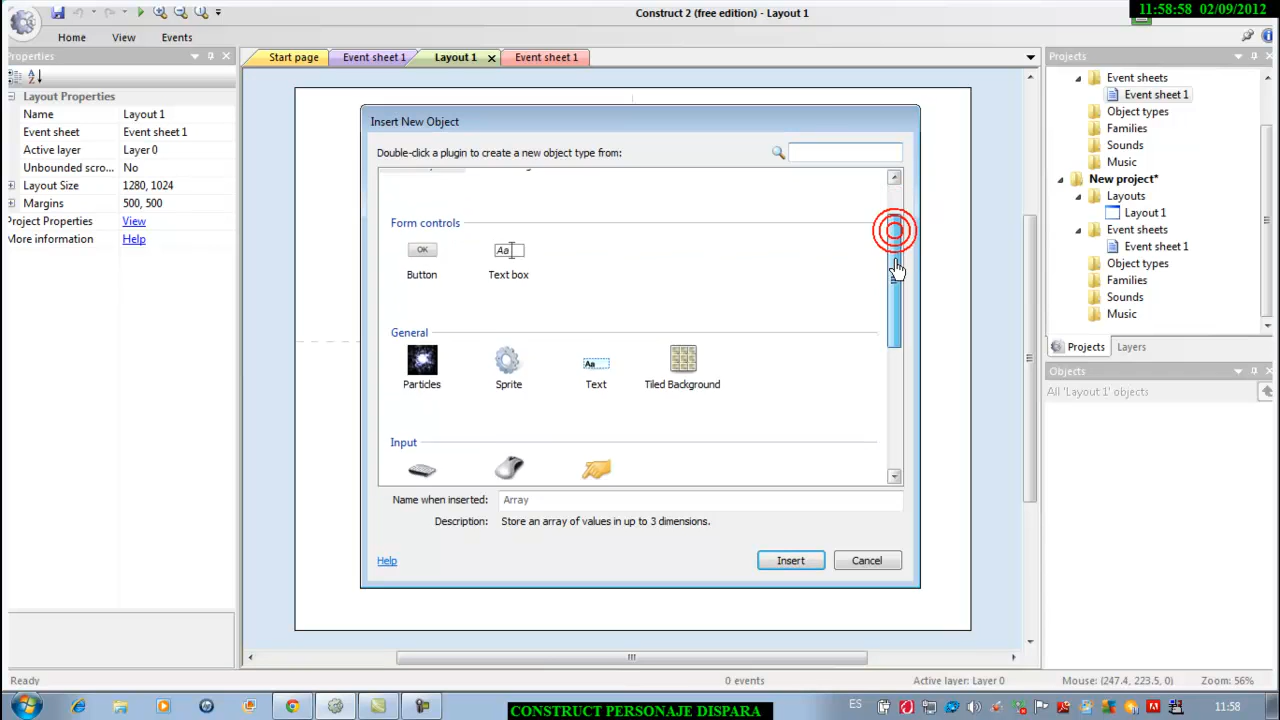 Construct 2 (free edition) - Layout 1
11:58:58 02/09/2012
Home
View
Events
Properties
Start page
Event sheet 1
Layout 1
Event sheet 1
Projects
Layout Properties
Name
Layout 1
Event sheet
Event sheet 1
Active layer
Layer 0
Unbounded scro...
No
Layout Size
1280, 1024
Margins
500, 500
Project Properties
View
More information
Help
Insert New Object
Double-click a plugin to create a new object type from:
Form controls
OK
Aa
Button
Text box
General
Aa
Particles
Sprite
Text
Tiled Background
Input
Name when inserted:
Array
Description:
Store an array of values in up to 3 dimensions.
Help
Insert
Cancel
Event sheets
Event sheet 1
Object types
Families
Sounds
Music
New project*
Layouts
Layout 1
Event sheets
Event sheet 1
Object types
Families
Sounds
Music
Projects
Layers
Objects
All 'Layout 1' objects
Ready
0 events
Active layer: Layer 0
Mouse: (247.4, 223.5, 0)
Zoom: 56%
CONSTRUCT PERSONAJE DISPARA
ES
11:58